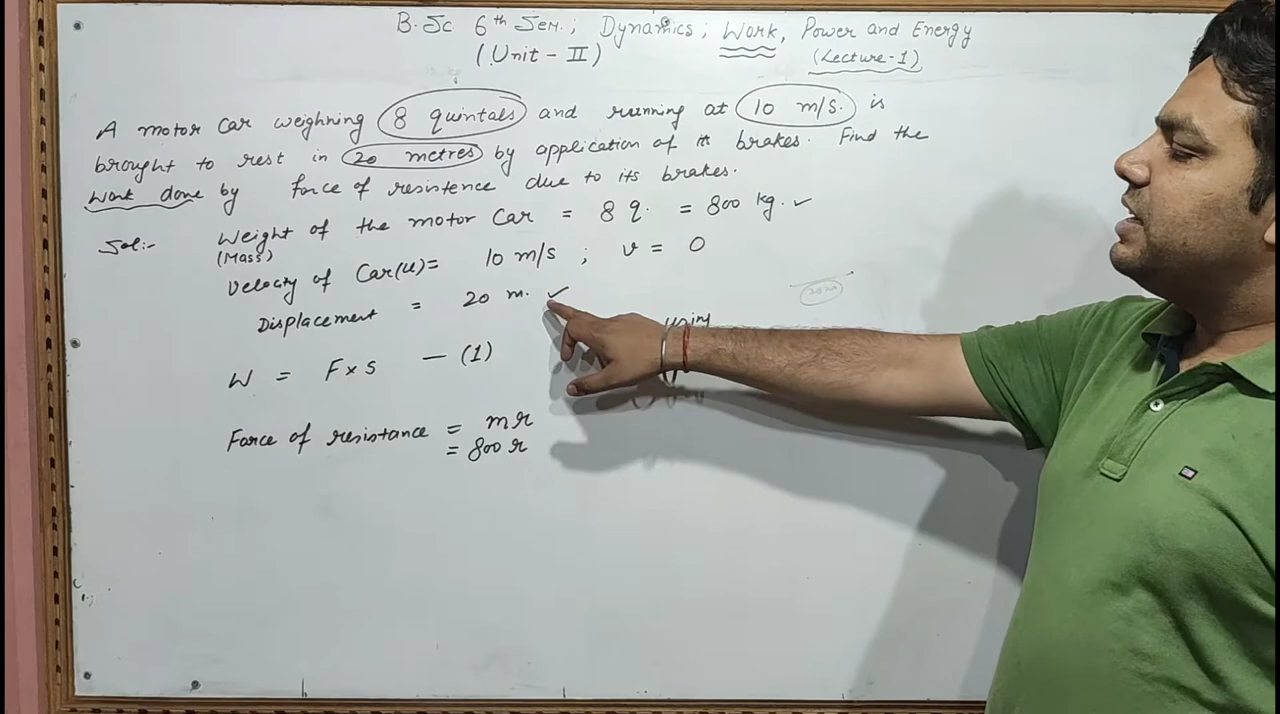 B.Sc 6th Sem.; Dynamics; Work, Power and Energy
(Unit - II) (Lecture-1)
A motor car weighning 8 quintals and running at 10 m/s. is
brought to rest in 20 metres by application of its brakes. Find the
work done by force of resistence due to its brakes.
Sol:- Weight of the motor car = 8 q. = 800 kg. ✓
(Mass)
Velocity of Car(u) = 10 m/s ; v = 0
Displacement = 20 m. ✓
20 m
using
W = F × S — (1)
Force of resistance = mr
= 800 r